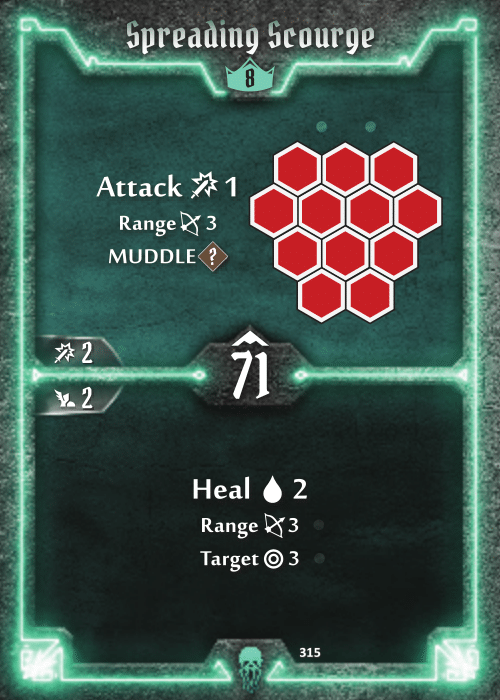 Spreading Scourge
8
Attack 1
Range 3
MUDDLE ?
2
71
2
Heal 2
Range 3
Target 3
315